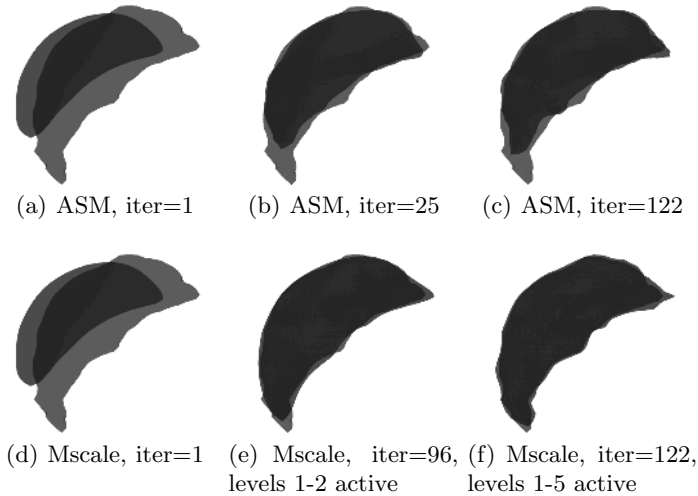 (a) ASM, iter=1
(b) ASM, iter=25
(c) ASM, iter=122
(d) Mscale, iter=1
(e) Mscale, iter=96,
levels 1-2 active
(f) Mscale, iter=122,
levels 1-5 active